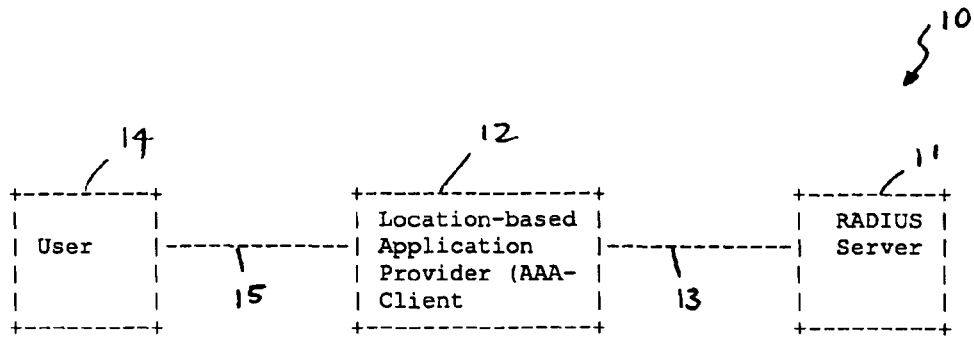 10
14
12
11
Location-based
RADIUS
User
Application
Server
Provider (AAA-
15
13
Client